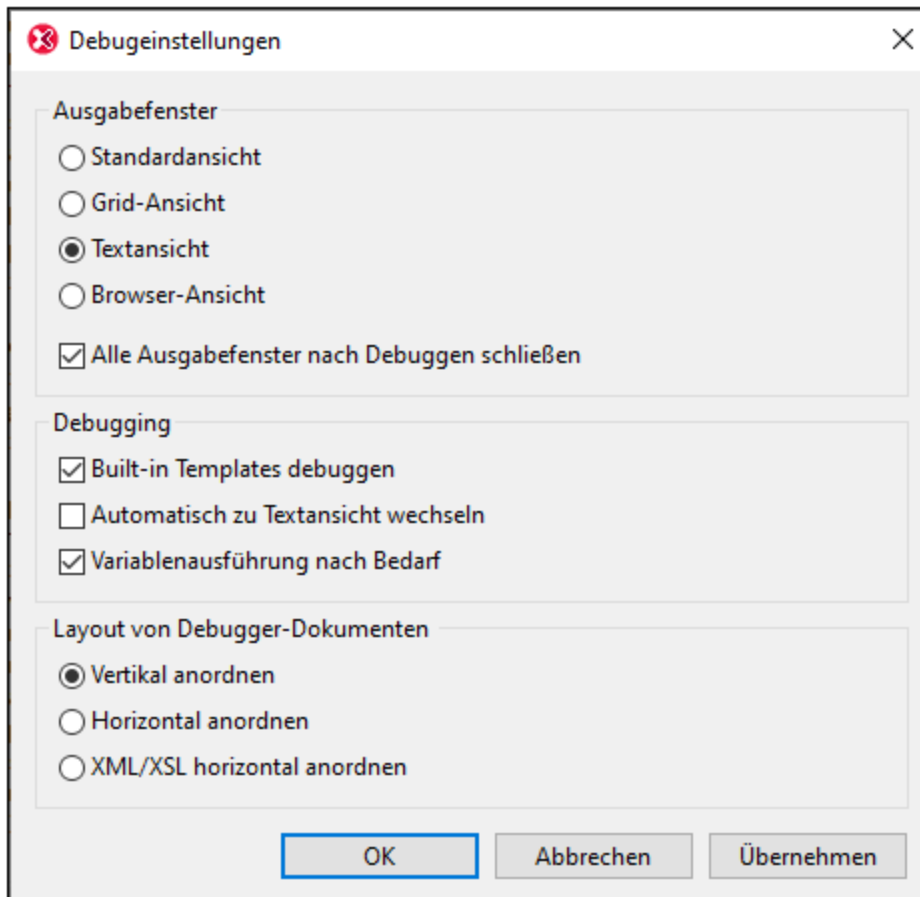 Debugeinstellungen
Ausgabefenster
Standardansicht
Grid-Ansicht
Textansicht
Browser-Ansicht
Alle Ausgabefenster nach Debuggen schließen
Debugging
Built-in Templates debuggen
Automatisch zu Textansicht wechseln
Variablenausführung nach Bedarf
Layout von Debugger-Dokumenten
Vertikal anordnen
Horizontal anordnen
XML/XSL horizontal anordnen
OK Abbrechen Übernehmen